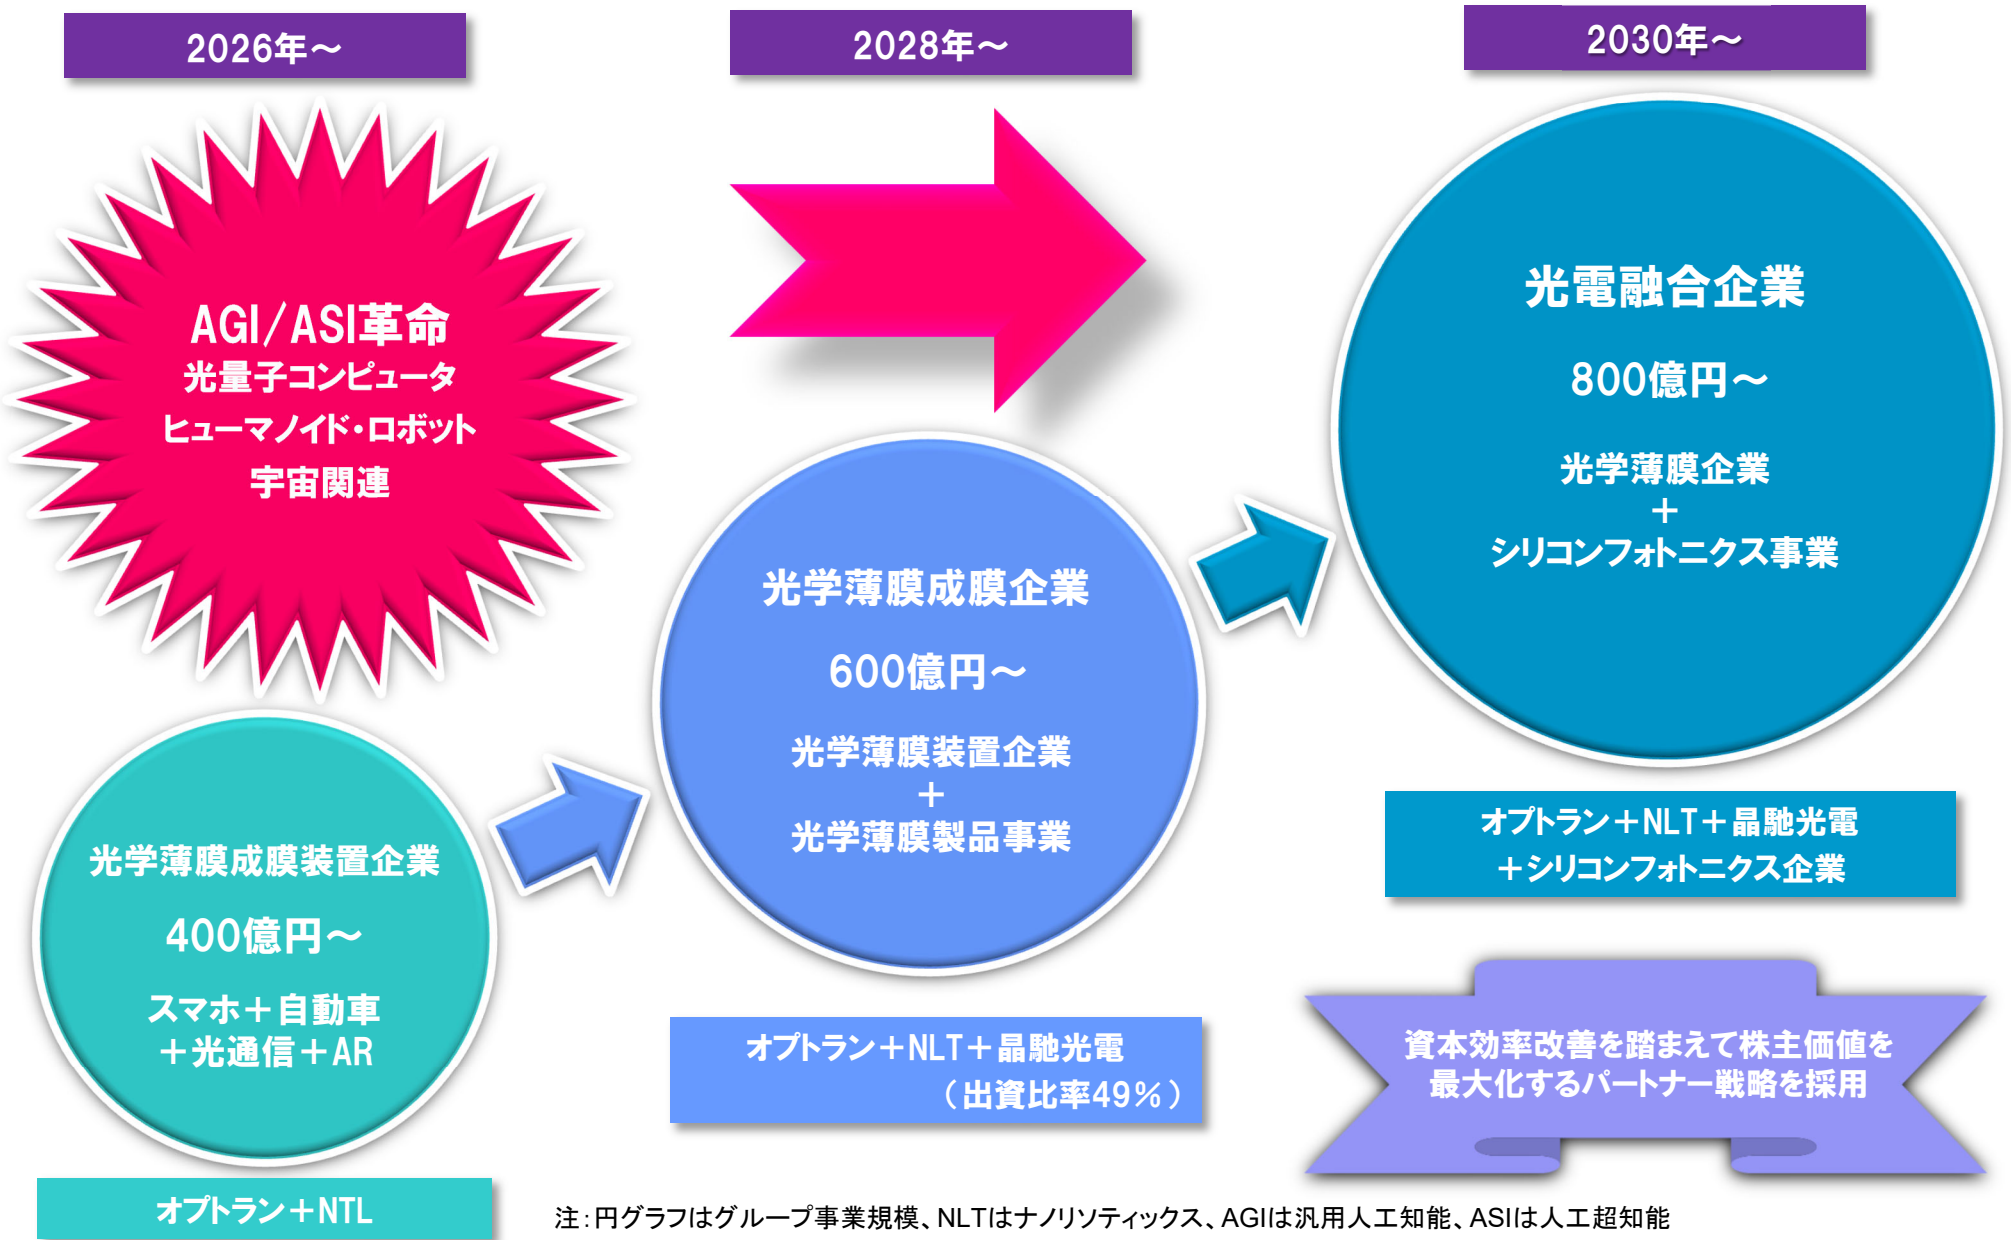 2026年～
2028年～
2030年～
AGI/ASI革命
光量子コンピュータ
ヒューマノイド・ロボット
宇宙関連
光学薄膜成膜装置企業
400億円～
スマホ＋自動車
＋光通信＋AR
オプトラン＋NTL
光学薄膜成膜企業
600億円～
光学薄膜装置企業
＋
光学薄膜製品事業
オプトラン＋NLT＋晶馳光電
（出資比率49％）
光電融合企業
800億円～
光学薄膜企業
＋
シリコンフォトニクス事業
オプトラン＋NLT＋晶馳光電
＋シリコンフォトニクス企業
資本効率改善を踏まえて株主価値を
最大化するパートナー戦略を採用
注：円グラフはグループ事業規模、NLTはナノリソティックス、AGIは汎用人工知能、ASIは人工超知能